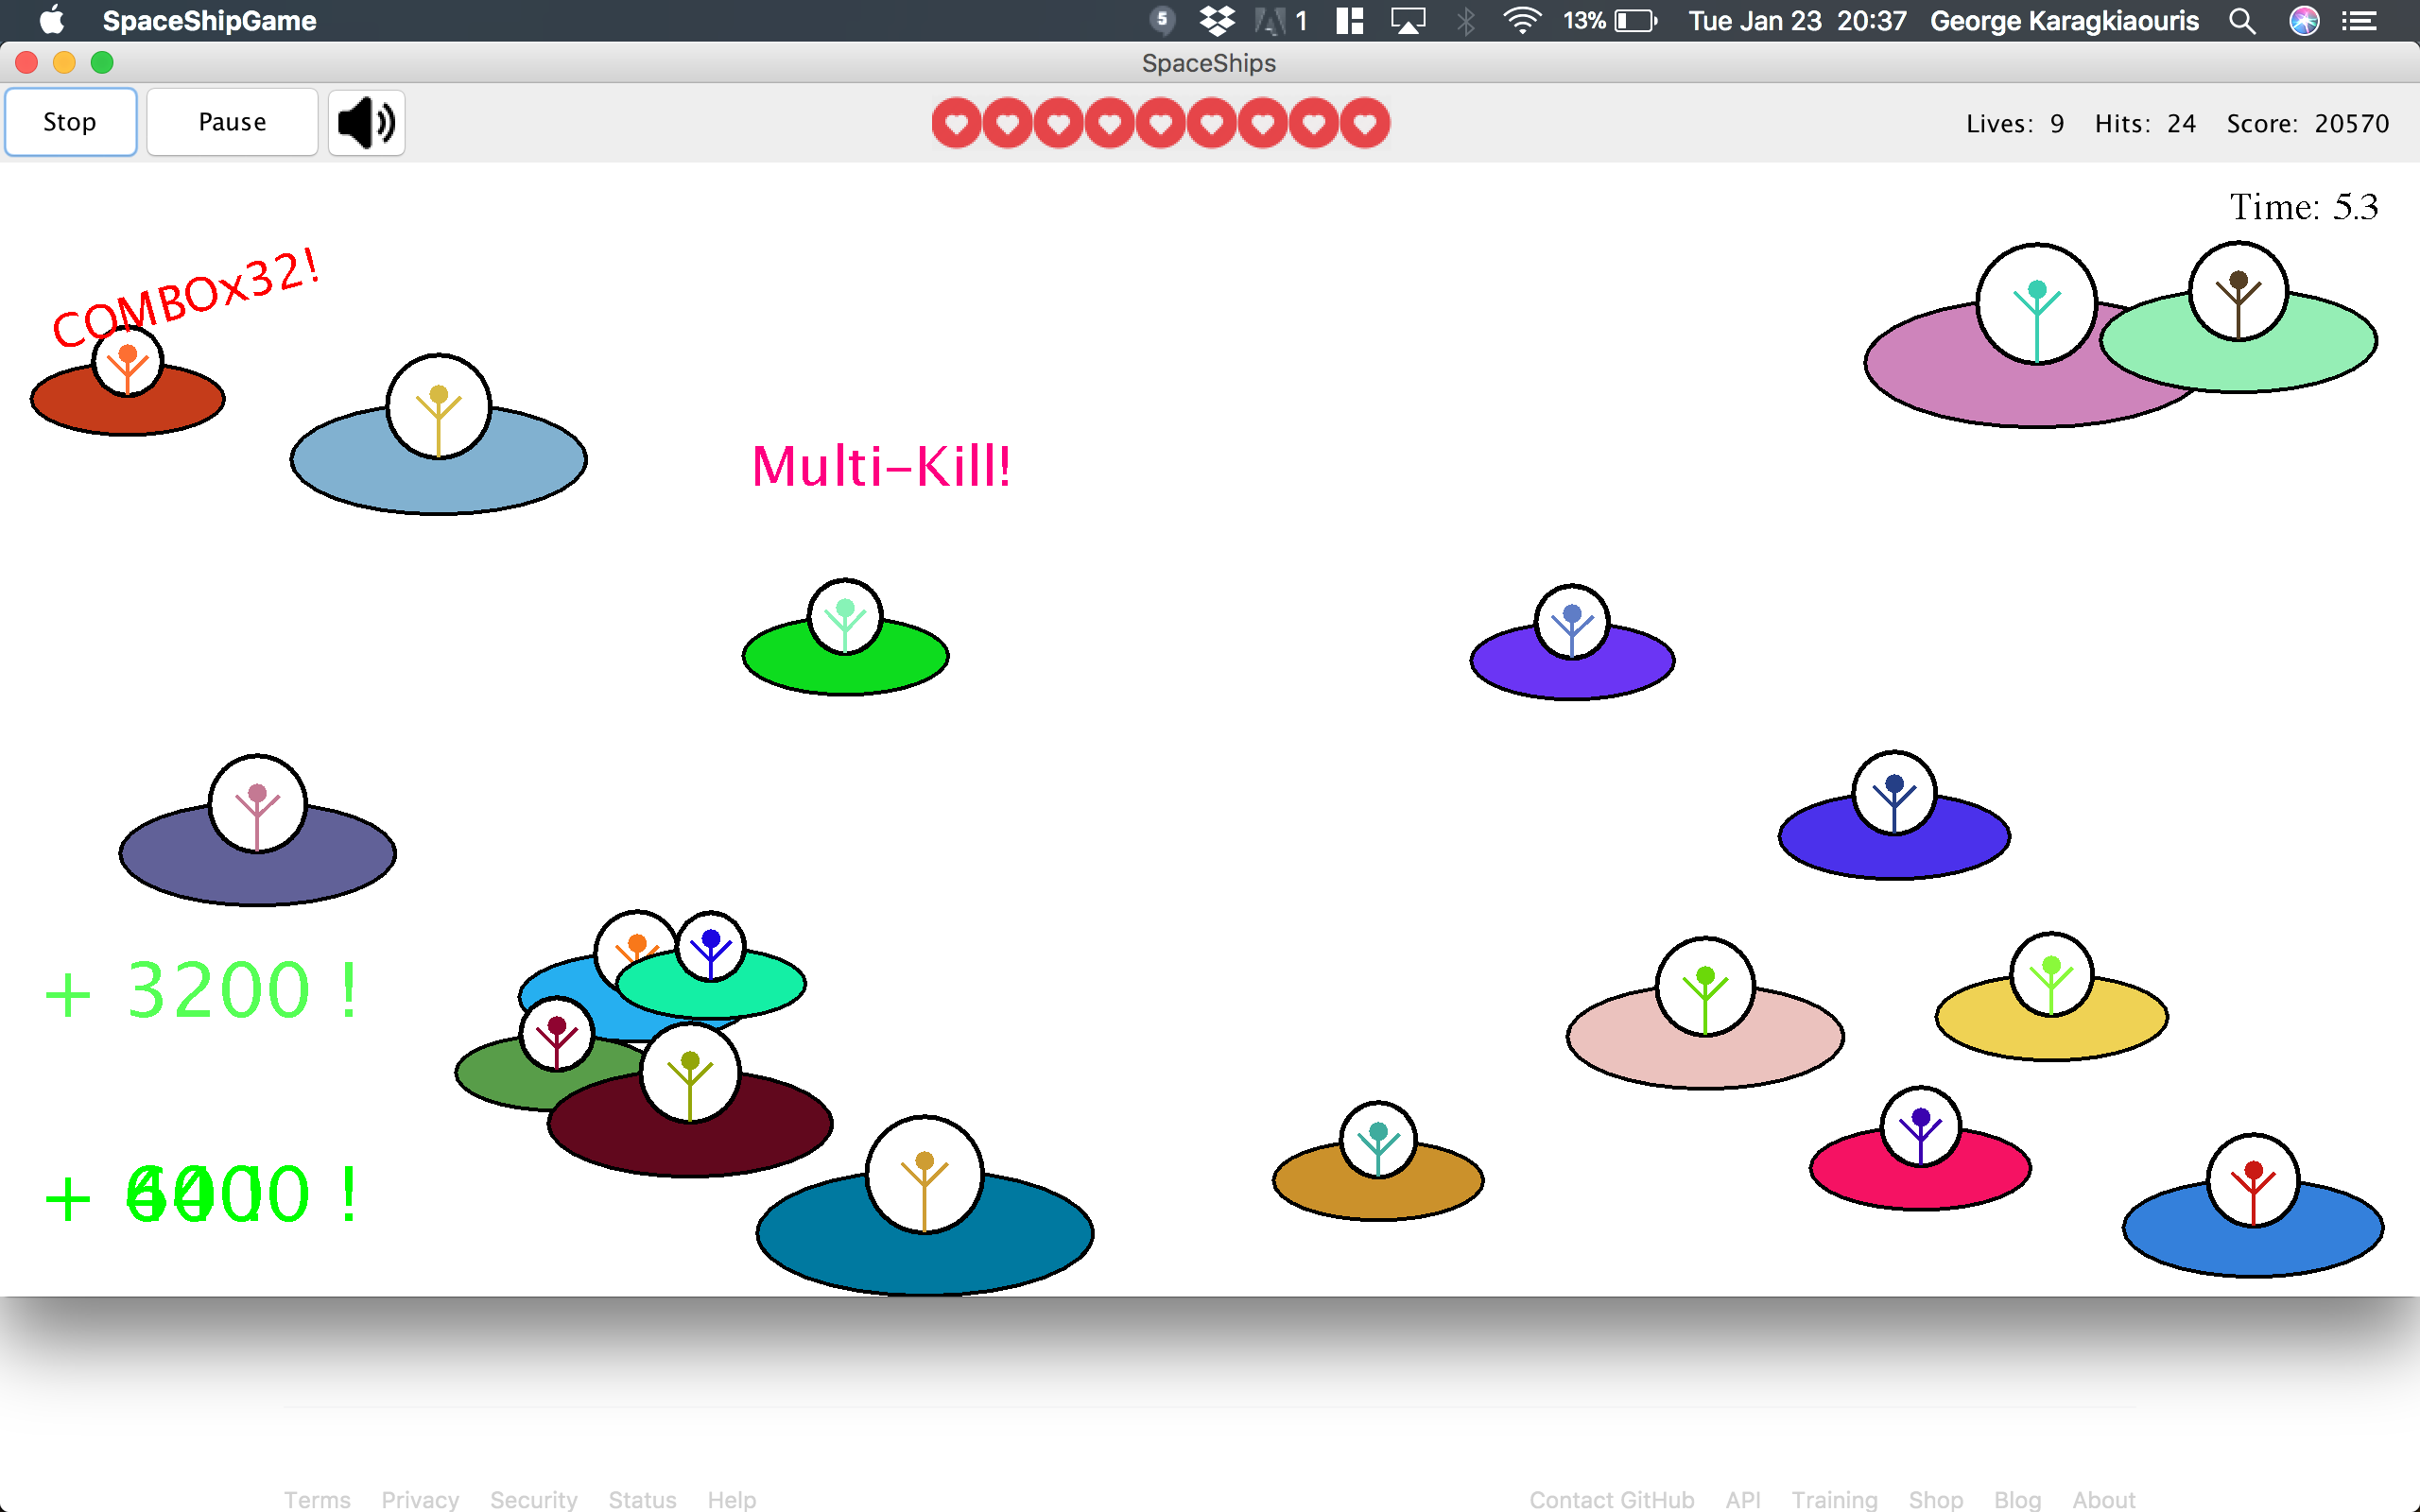 SpaceShipGame 5 1 13% Tue Jan 23 20:37 George Karagkiaouris
SpaceShips
Stop Pause Lives: 9 Hits: 24 Score: 20570
Time: 5.3
COMBOx32!
Multi-Kill!
+ 3200 !
Terms Privacy Security Status Help Contact GitHub API Training Shop Blog About